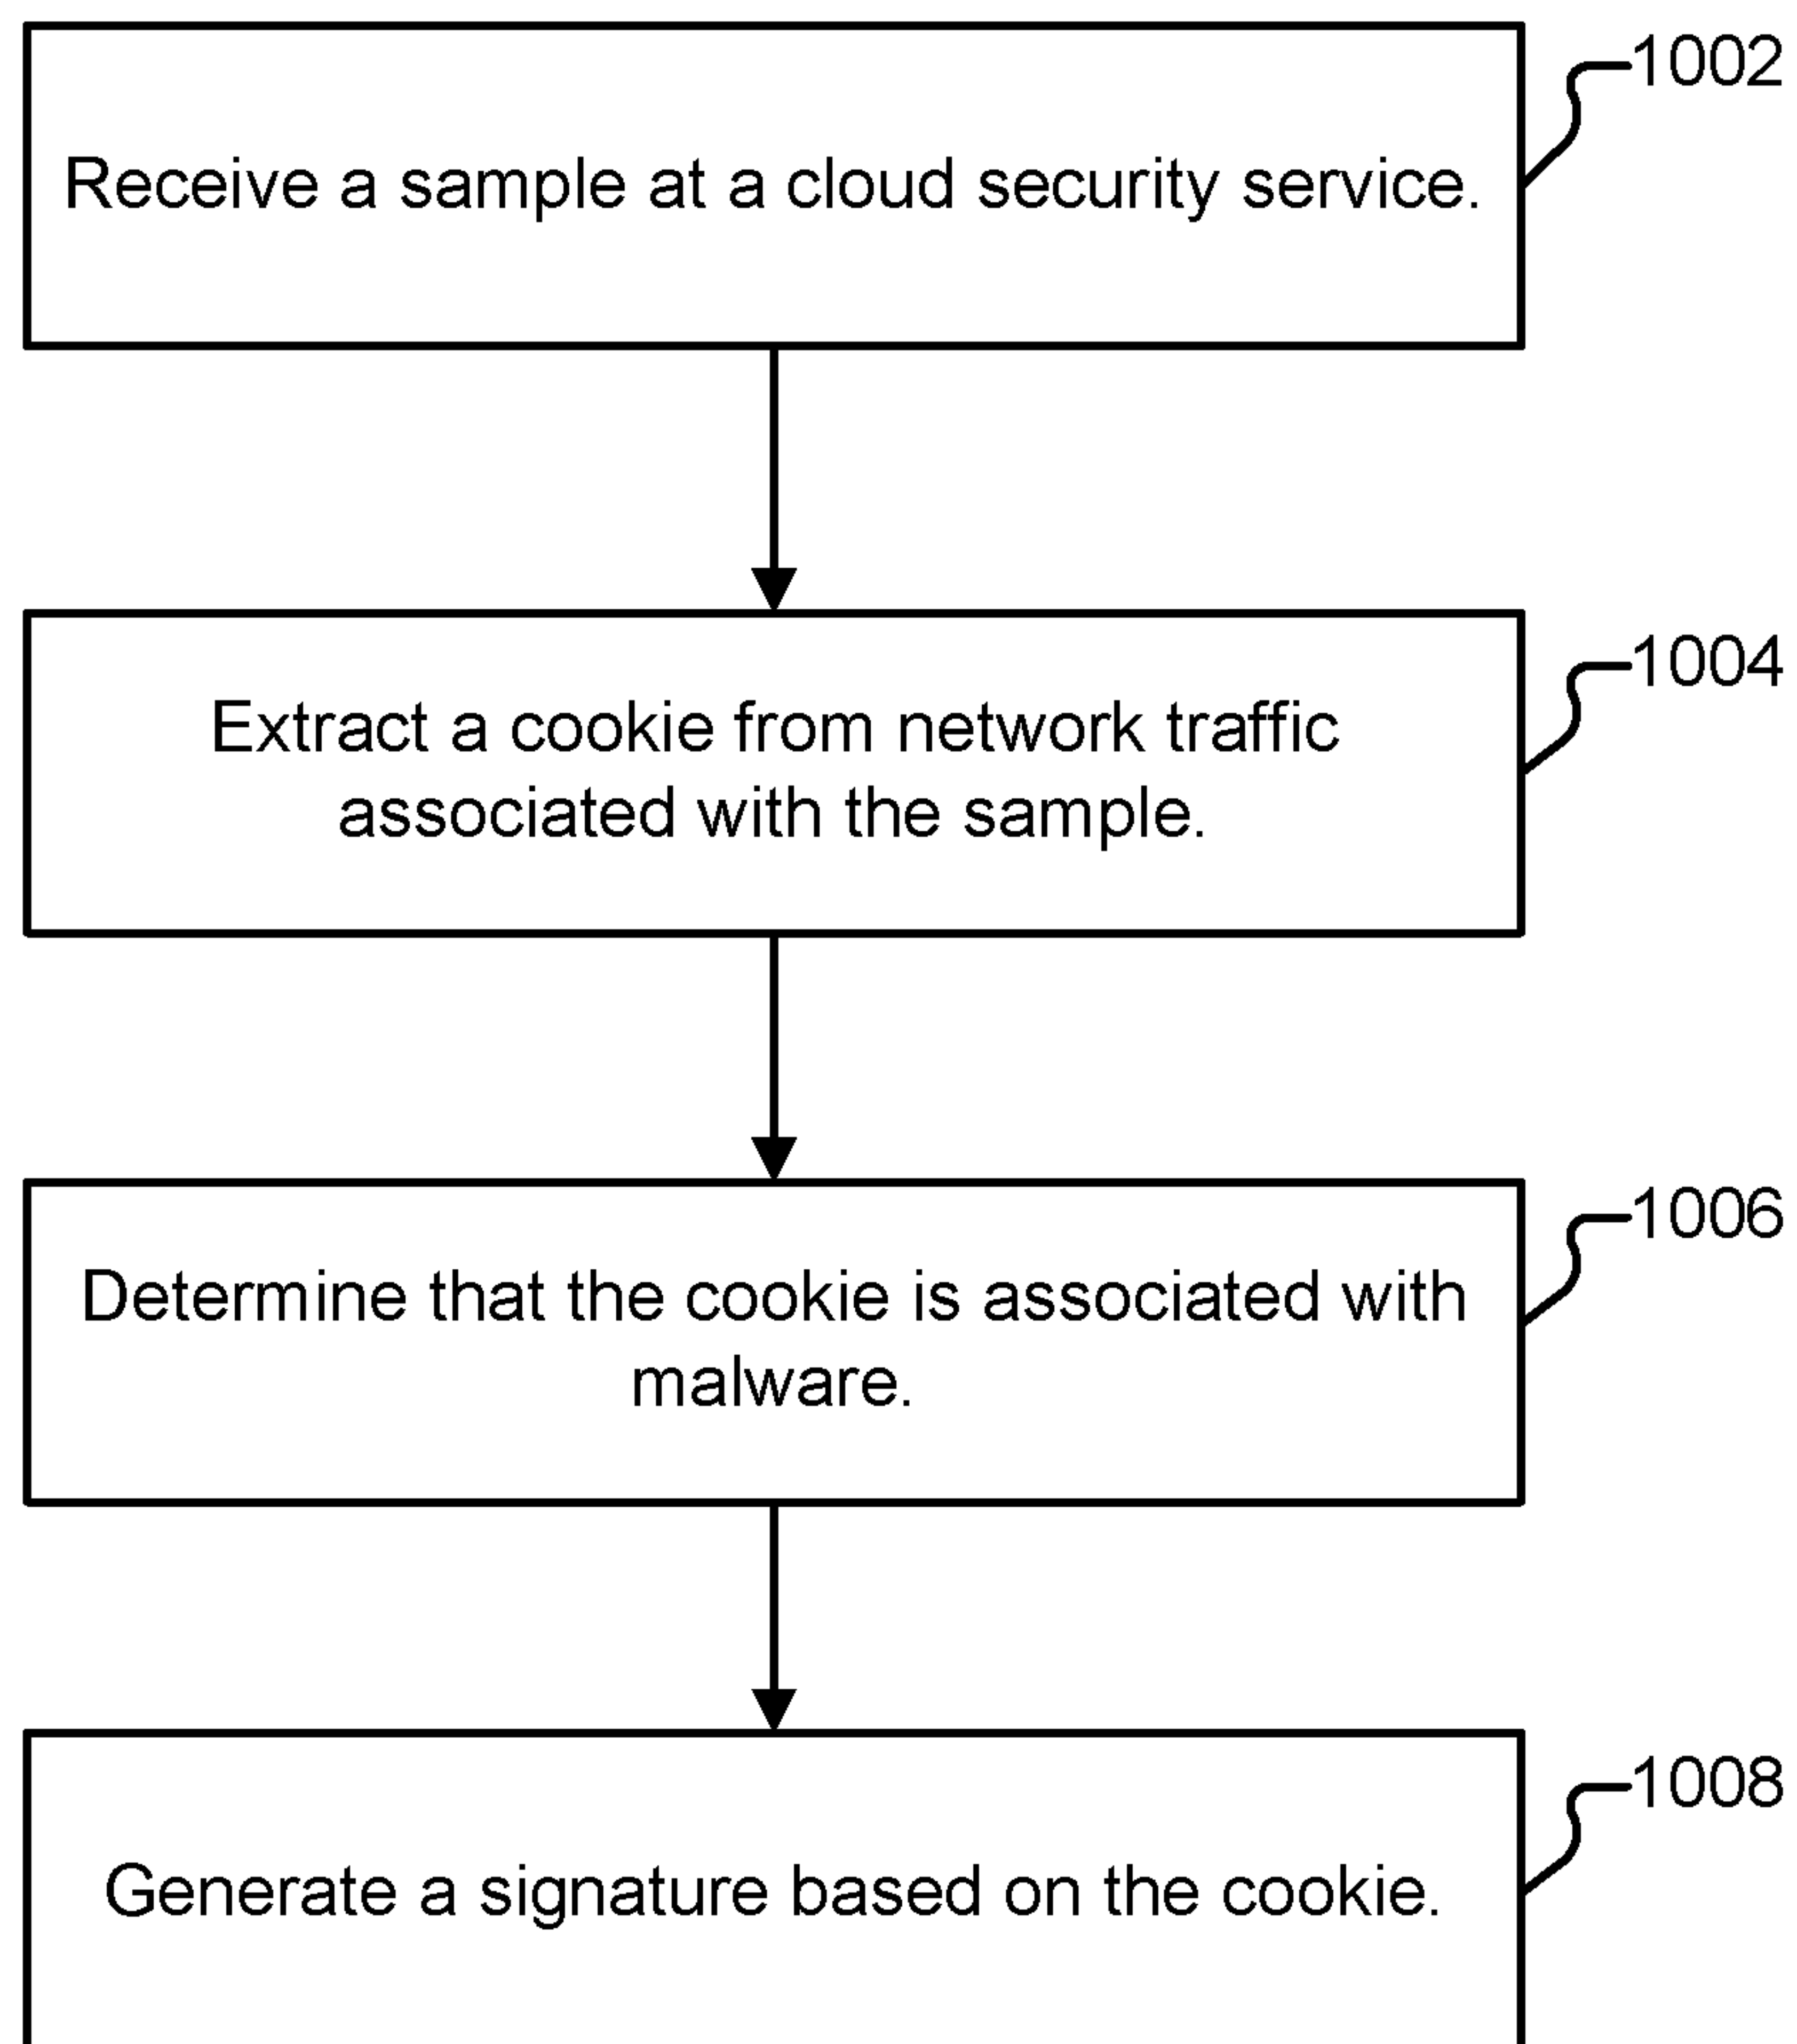 1002
Receive a sample at a cloud security service.
1004
Extract a cookie from network traffic
associated with the sample.
1006
Determine that the cookie is associated with
malware.
1008
Generate a signature based on the cookie.